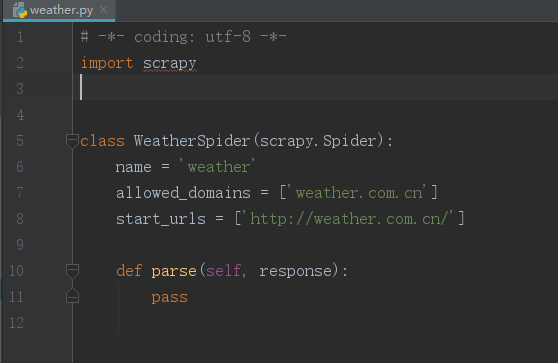 weather.py
1 # -*- coding: utf-8 -*-
2 import scrapy
3
4
5 class WeatherSpider(scrapy.Spider):
6     name = 'weather'
7     allowed_domains = ['weather.com.cn']
8     start_urls = ['http://weather.com.cn/']
9
10     def parse(self, response):
11         pass
12